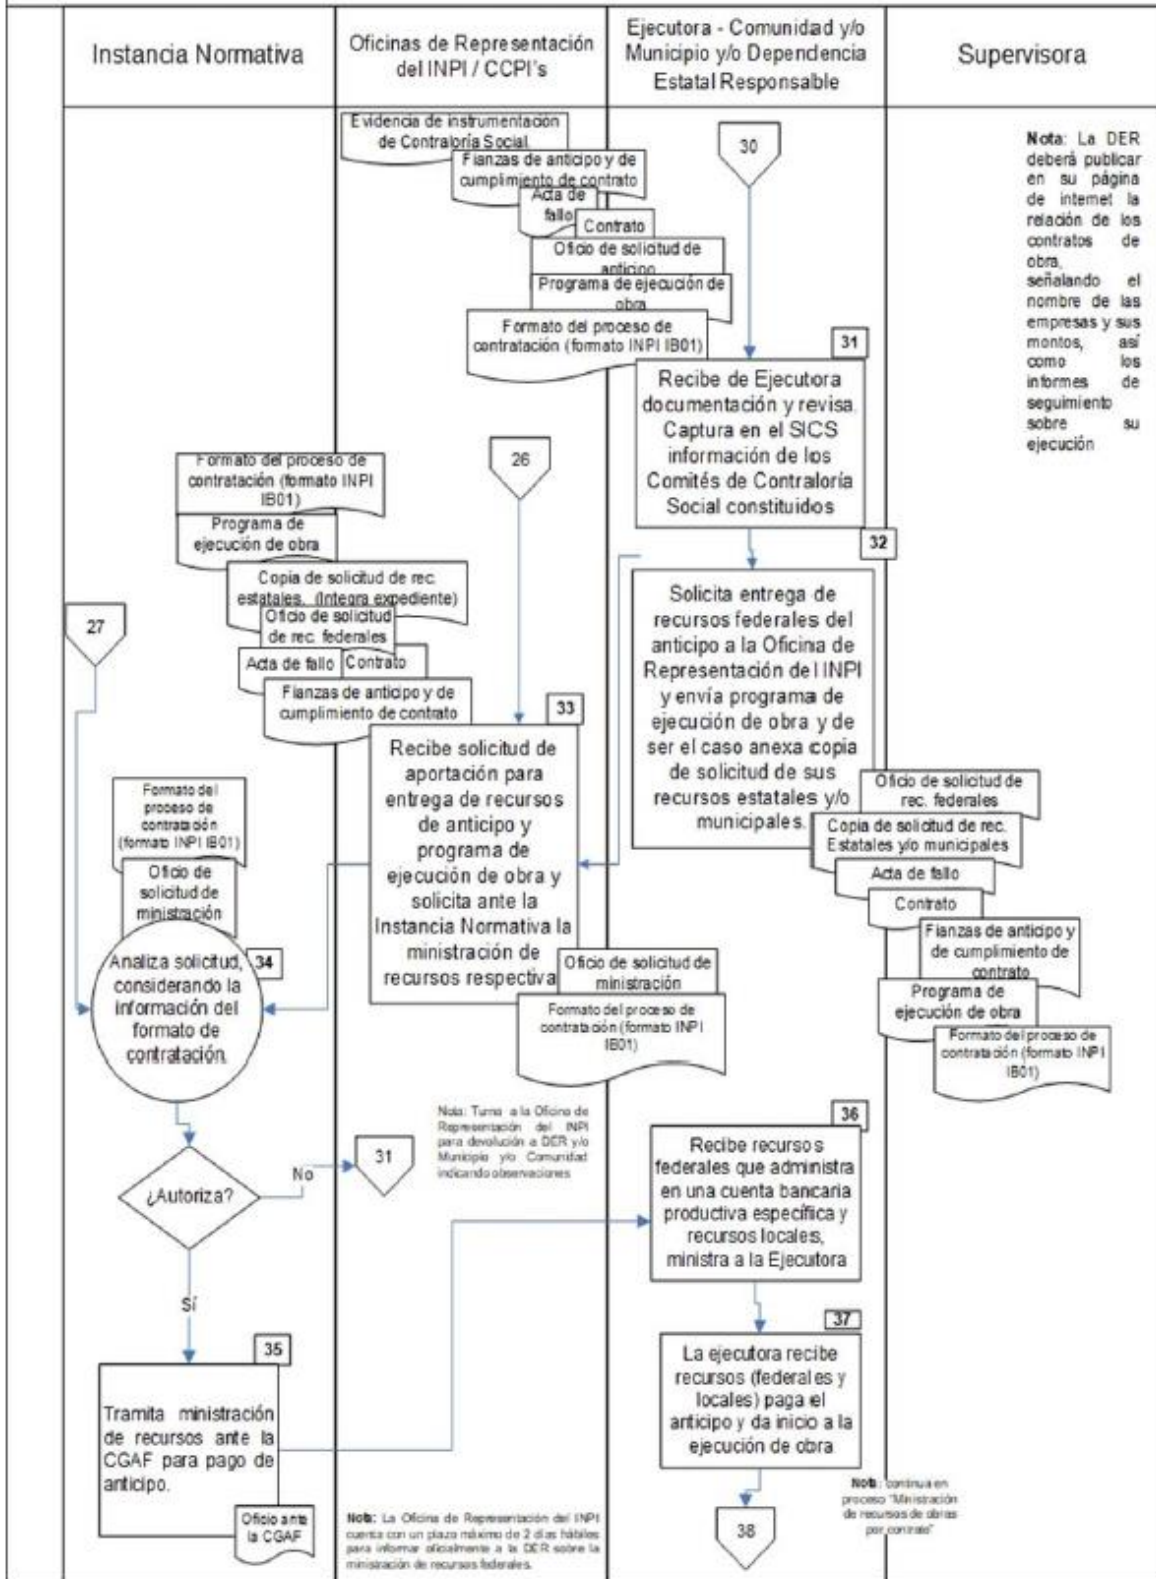 Instancia Normativa
Oficinas de Representación
del INPI / CCPI's
Ejecutora - Comunidad y/o
Municipio y/o Dependencia
Estatal Responsable
Supervisora
Evidencia de instrumentación
de Contraloría Social.
Fianzas de anticipo y de
cumplimiento de contrato
Acta de
fallo
Contrato
Oficio de solicitud de
anticipo
Programa de ejecución de
obra
Formato del proceso de
contratación (formato INPI IB01)
30
Nota: La DER
deberá publicar
en su página
de internet la
relación de los
contratos de
obra,
señalando el
nombre de las
empresas y sus
montos, así
como los
informes de
seguimiento
sobre su
ejecución
31
Recibe de Ejecutora
documentación y revisa.
Captura en el SICS
información de los
Comités de Contraloría
Social constituidos
26
Formato del proceso de
contratación (formato INPI
IB01)
Programa de
ejecución de obra
Copia de solicitud de rec.
estatales. (Integra expediente)
Oficio de solicitud
de rec. federales
Acta de fallo
Contrato
Fianzas de anticipo y de
cumplimiento de contrato
27
32
Solicita entrega de
recursos federales del
anticipo a la Oficina de
Representación del INPI
y envía programa de
ejecución de obra y de
ser el caso anexa copia
de solicitud de sus
recursos estatales y/o
municipales.
33
Recibe solicitud de
aportación para
entrega de recursos
de anticipo y
programa de
ejecución de obra y
solicita ante la
Instancia Normativa la
ministración de
recursos respectiva
Oficio de solicitud de
rec. federales
Copia de solicitud de rec.
Estatales y/o municipales
Acta de fallo
Contrato
Fianzas de anticipo y
de cumplimiento de
contrato
Programa de
ejecución de obra
Formato del proceso de
contratación (formato INPI
IB01)
Formato del
proceso de
contratación
(formato INPI IB01)
Oficio de
solicitud de
ministración
34
Analiza solicitud,
considerando la
información del
formato de
contratación.
Oficio de solicitud de
ministración
Formato del proceso de
contratación (formato INPI
IB01)
¿Autoriza?
No
31
Nota: Turna a la Oficina de
Representación del INPI
para devolución a DER y/o
Municipio y/o Comunidad
indicando observaciones
Sí
35
Tramita ministración
de recursos ante la
CGAF para pago de
anticipo.
Oficio ante
la CGAF
36
Recibe recursos
federales que administra
en una cuenta bancaria
productiva específica y
recursos locales,
ministra a la Ejecutora
37
La ejecutora recibe
recursos (federales y
locales) paga el
anticipo y da inicio a la
ejecución de obra
38
Nota: continua en
proceso "Ministración
de recursos de obras
por contrato"
Nota: La Oficina de Representación del INPI
cuenta con un plazo máximo de 2 días hábiles
para informar oficialmente a la DER sobre la
ministración de recursos federales.